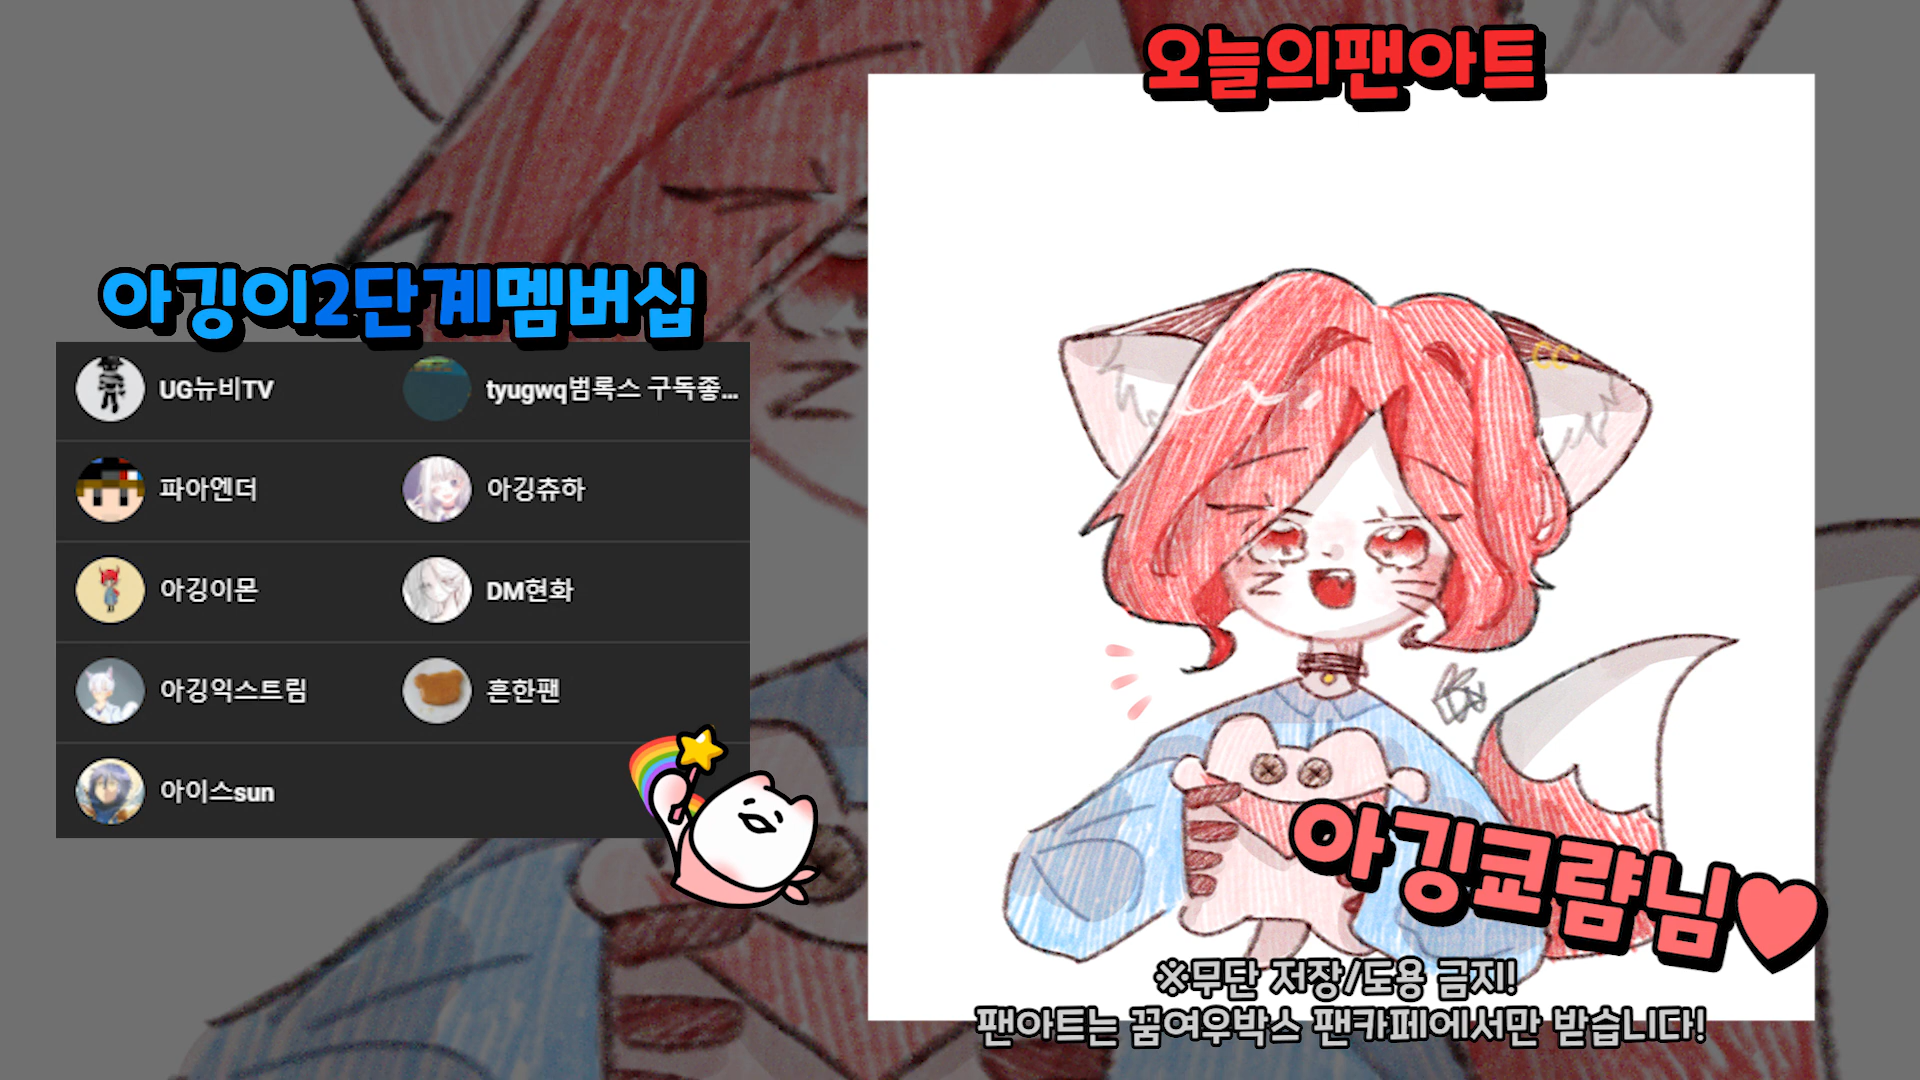 오늘의팬아트
아깅이2단계멤버십
UG뉴비TV
tyugwq범록스 구독좋...
파아엔더
아깅츄하
아깅이몬
DM현화
아깅익스트림
흔한팬
아이스sun
아깅쿄럄님♥
※무단 저장/도용 금지!
팬아트는 꿈여우박스 팬카페에서만 받습니다!